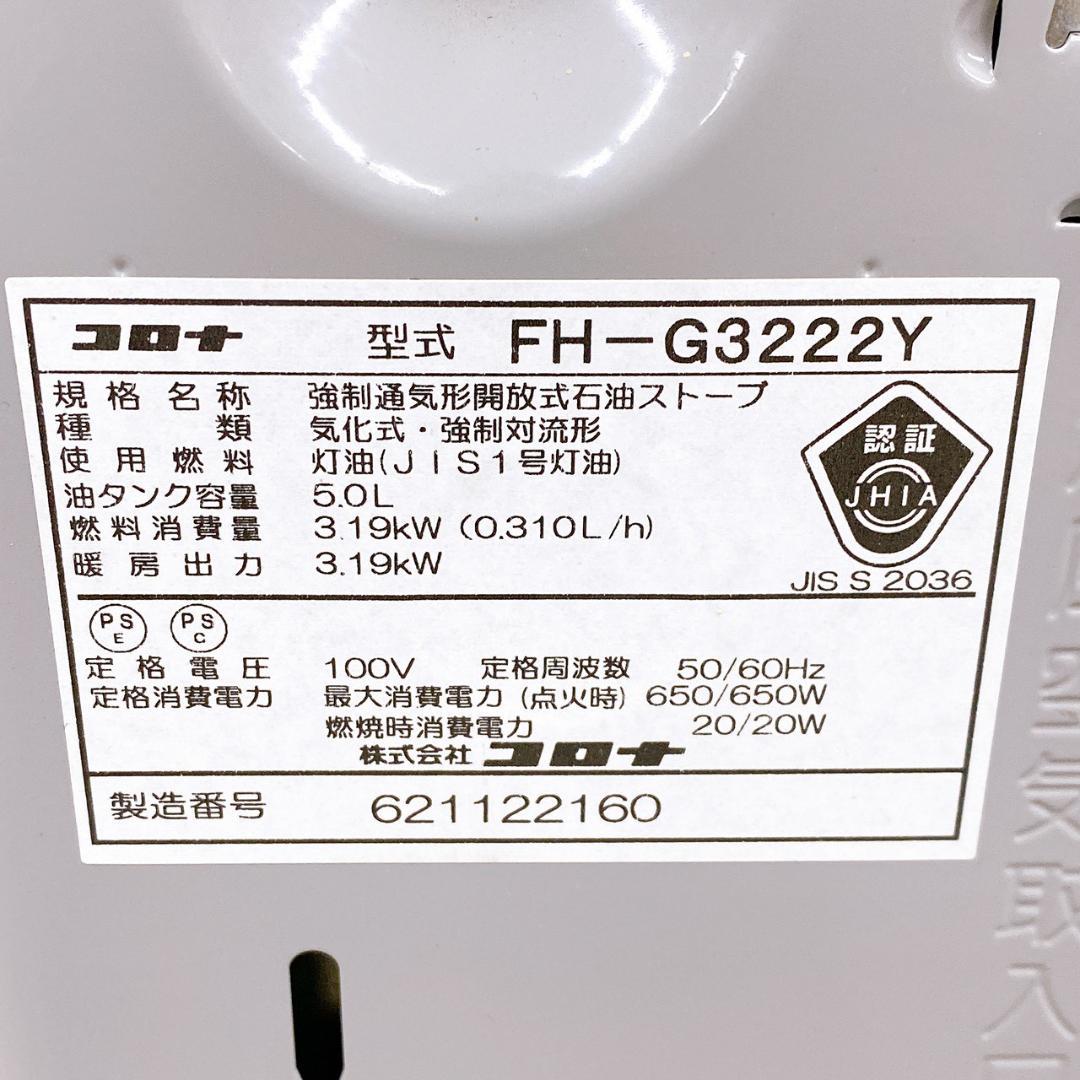 コロナ 型式 FH-G3222Y
規格名称 強制通気形開放式石油ストーブ
種類 気化式・強制対流形
使用燃料 灯油(JIS1号灯油)
油タンク容量 5.0L
燃料消費量 3.19kW (0.310L/h)
暖房出力 3.19kW
認証
JHIA
JIS S 2036
PS E PS C
定格電圧 100V 定格周波数 50/60Hz
定格消費電力 最大消費電力 (点火時) 650/650W
燃焼時消費電力 20/20W
株式会社 コロナ
製造番号 621122160
気取入